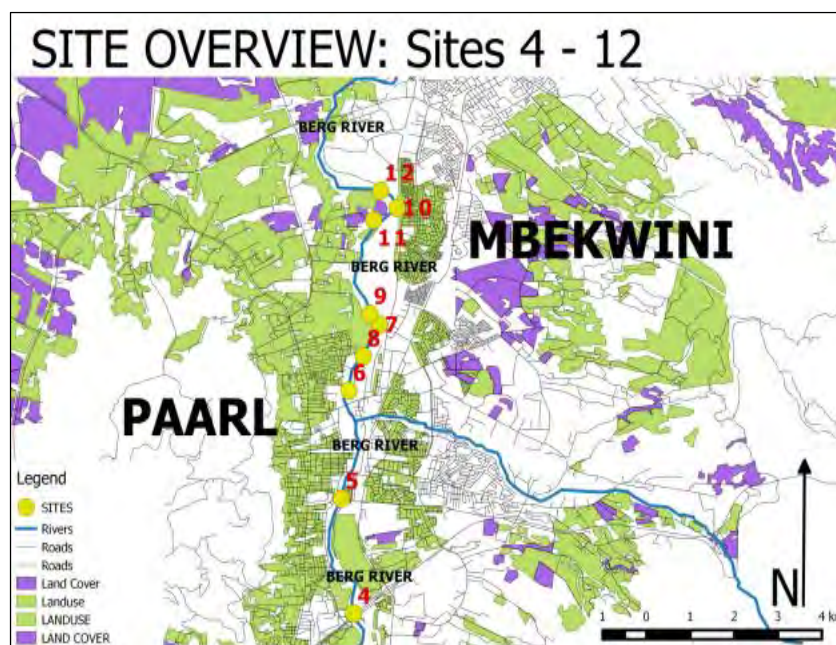 SITE OVERVIEW: Sites 4 - 12
BERG RIVER
12
10
11
MBEKWINI
BERG RIVER
9
7
8
6
PAARL
BERG RIVER
5
BERG RIVER
4
Legend
SITES
Rivers
Roads
Roads
Land Cover
Landuse
LANDUSE
LAND COVER
N
1 0 1 2 3 4 km